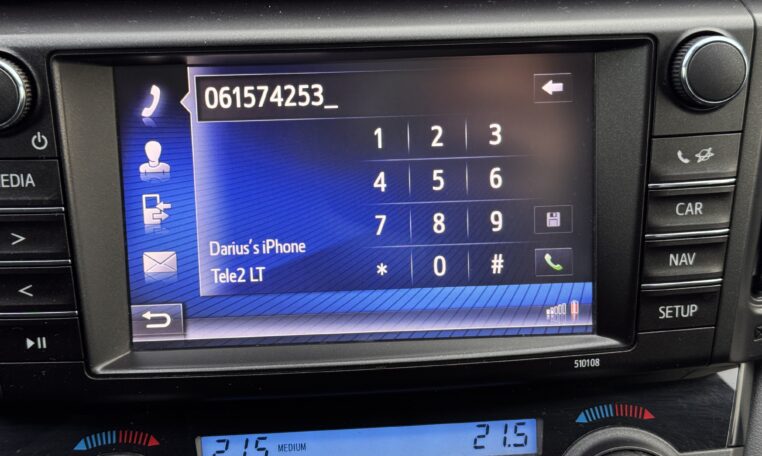 061574253_
1 2 3
4 5 6
7 8 9
* 0 #
Darius's iPhone
Tele2 LT
EDIA
>
<
CAR
NAV
SETUP
510108
21.5 MEDIUM 21.5